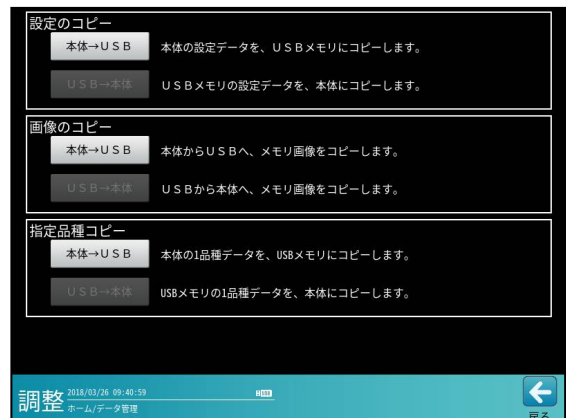 設定のコピー
本体→ＵＳＢ 本体の設定データを、ＵＳＢメモリにコピーします。
ＵＳＢ→本体 ＵＳＢメモリの設定データを、本体にコピーします。
画像のコピー
本体→ＵＳＢ 本体からＵＳＢへ、メモリ画像をコピーします。
ＵＳＢ→本体 ＵＳＢから本体へ、メモリ画像をコピーします。
指定品種コピー
本体→ＵＳＢ 本体の1品種データを、USBメモリにコピーします。
ＵＳＢ→本体 USBメモリの1品種データを、本体にコピーします。
調整 2018/03/26 09:40:59
ホーム/データ管理
戻る